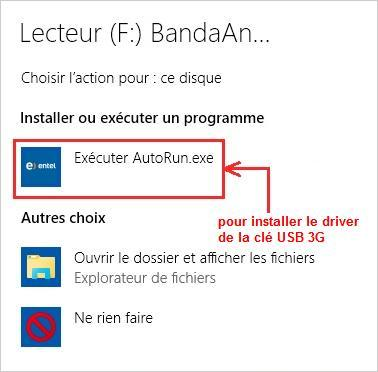 Lecteur (F:) BandaAn...
Choisir l'action pour : ce disque
Installer ou exécuter un programme
e) entel
Exécuter AutoRun.exe
pour installer le driver
de la clé USB 3G
Autres choix
Ouvrir le dossier et afficher les fichiers
Explorateur de fichiers
Ne rien faire